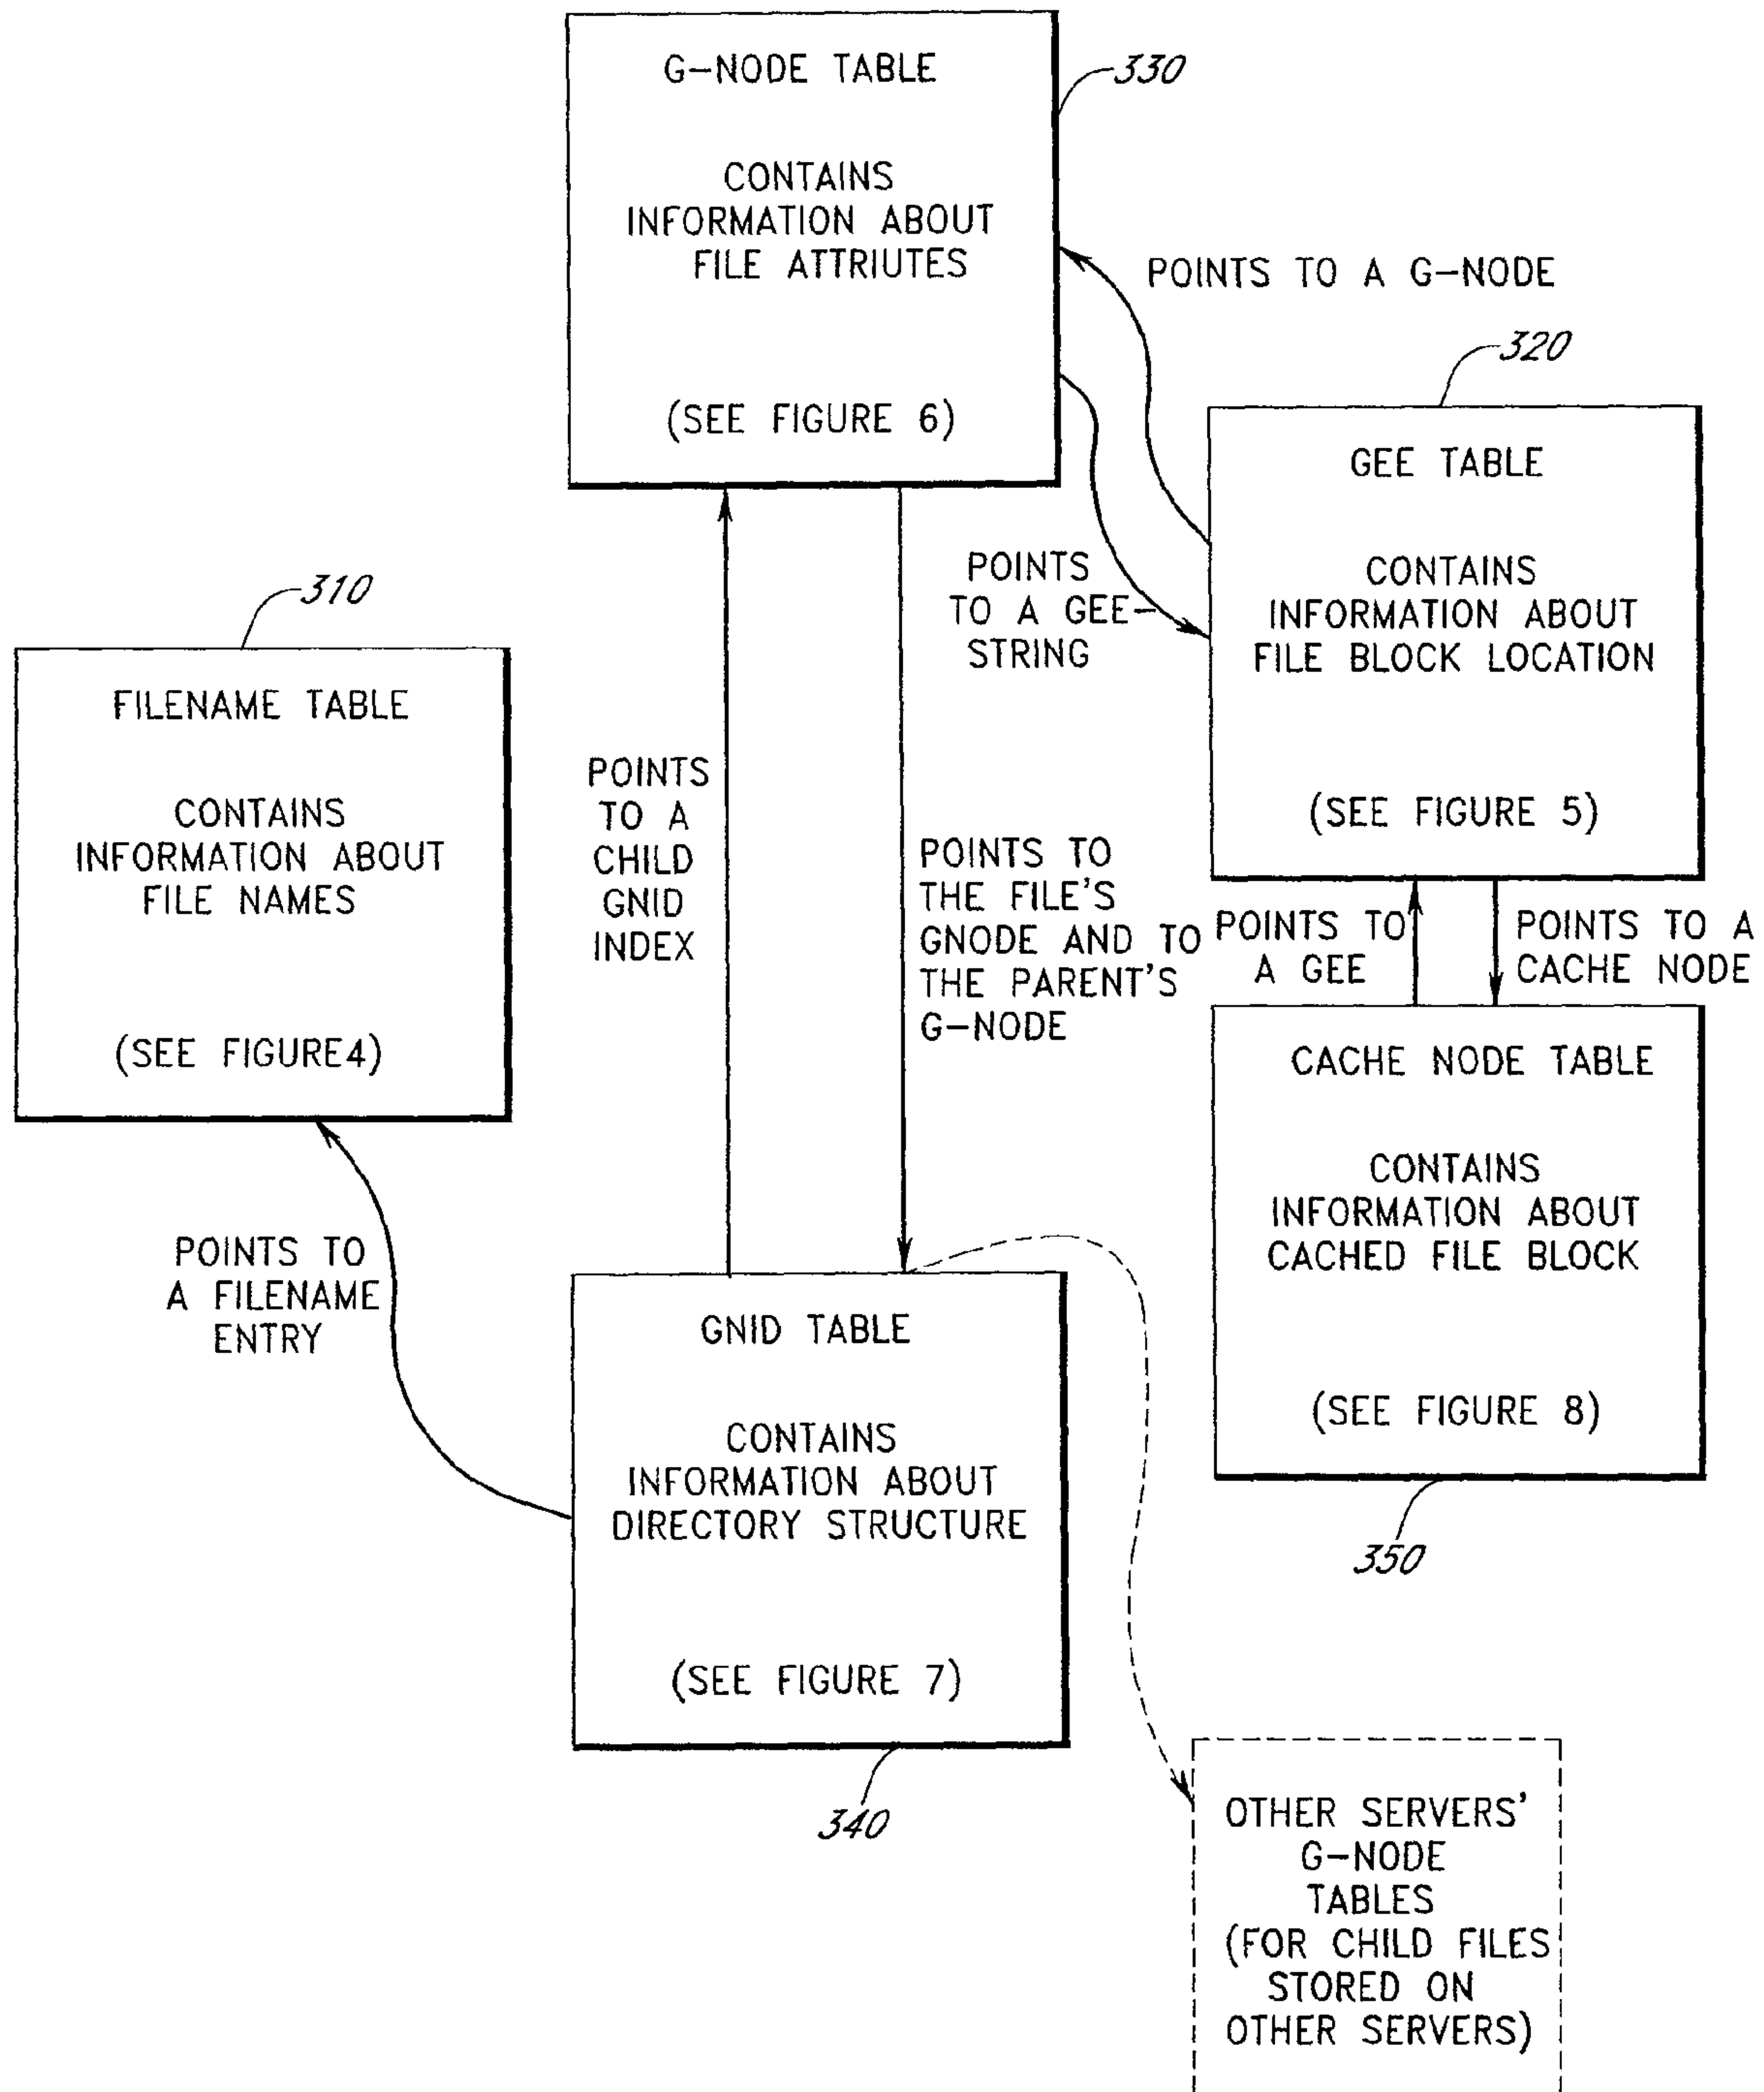 G-NODE TABLE
CONTAINS
INFORMATION ABOUT
FILE ATTRIUTES
(SEE FIGURE 6)
330
POINTS TO A G-NODE
320
GEE TABLE
CONTAINS
INFORMATION ABOUT
FILE BLOCK LOCATION
(SEE FIGURE 5)
POINTS
TO A GEE-
STRING
310
FILENAME TABLE
CONTAINS
INFORMATION ABOUT
FILE NAMES
(SEE FIGURE4)
POINTS
TO A
CHILD
GNID
INDEX
POINTS TO
THE FILE'S
GNODE AND TO
THE PARENT'S
G-NODE
POINTS TO
A GEE
POINTS TO A
CACHE NODE
CACHE NODE TABLE
CONTAINS
INFORMATION ABOUT
CACHED FILE BLOCK
(SEE FIGURE 8)
350
POINTS TO
A FILENAME
ENTRY
GNID TABLE
CONTAINS
INFORMATION ABOUT
DIRECTORY STRUCTURE
(SEE FIGURE 7)
340
OTHER SERVERS'
G-NODE
TABLES
(FOR CHILD FILES
STORED ON
OTHER SERVERS)